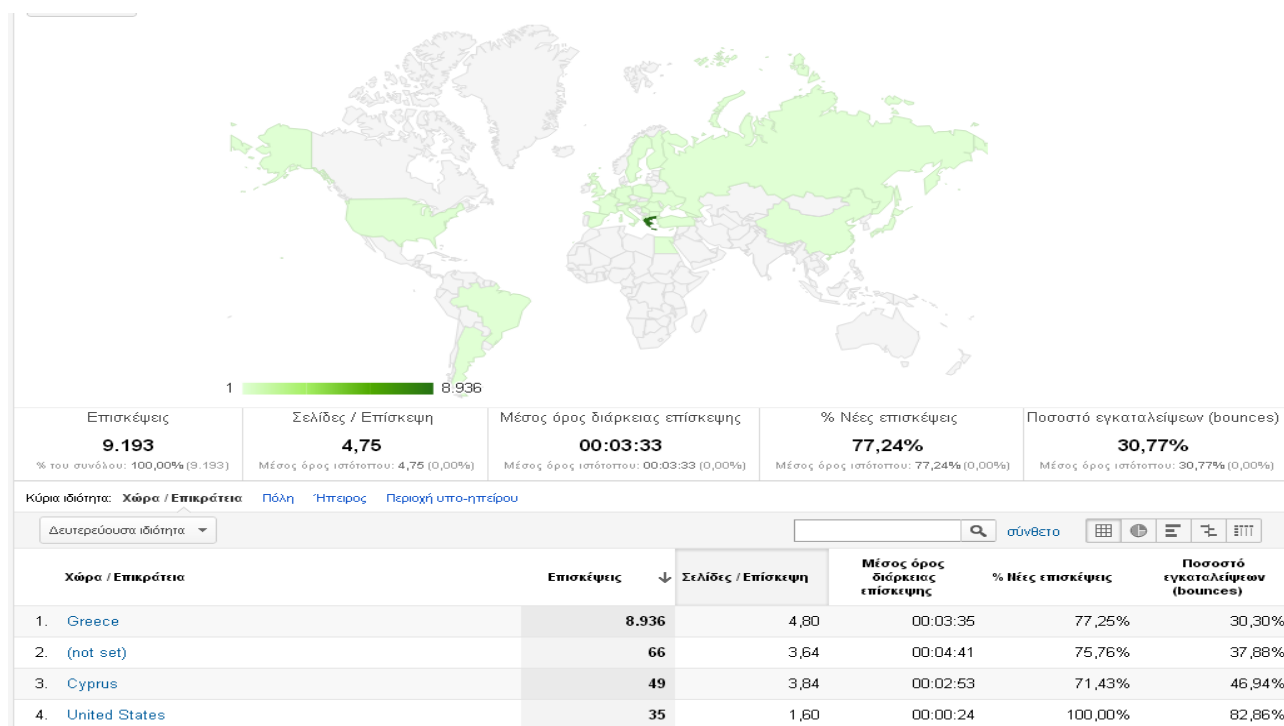 1 8.936
Επισκέψεις Σελίδες / Επίσκεψη Μέσος όρος διάρκειας επίσκεψης % Νέες επισκέψεις Ποσοστό εγκαταλείψεων (bounces)
9.193 4,75 00:03:33 77,24% 30,77%
% του συνόλου: 100,00% (9.193) Μέσος όρος ιστότοπου: 4,75 (0,00%) Μέσος όρος ιστότοπου: 00:03:33 (0,00%) Μέσος όρος ιστότοπου: 77,24% (0,00%) Μέσος όρος ιστότοπου: 30,77% (0,00%)
Κύρια ιδιότητα: Χώρα / Επικράτεια Πόλη Ήπειρος Περιοχή υπο-ηπείρου
Δευτερεύουσα ιδιότητα σύνθετο
Χώρα / Επικράτεια Επισκέψεις Σελίδες / Επίσκεψη Μέσος όρος διάρκειας επίσκεψης % Νέες επισκέψεις Ποσοστό εγκαταλείψεων (bounces)
1. Greece 8.936 4,80 00:03:35 77,25% 30,30%
2. (not set) 66 3,64 00:04:41 75,76% 37,88%
3. Cyprus 49 3,84 00:02:53 71,43% 46,94%
4. United States 35 1,60 00:00:24 100,00% 82,86%